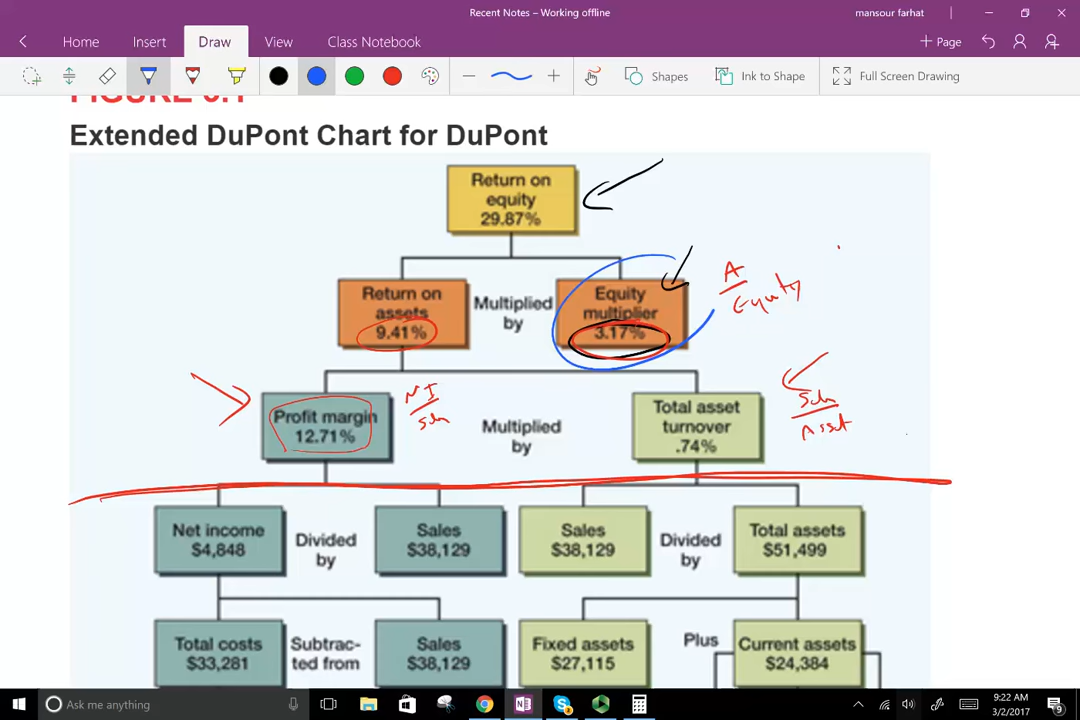 Recent Notes – Working offline
mansour farhat
Home
Insert
Draw
View
Class Notebook
Page
Shapes
Ink to Shape
Full Screen Drawing
Extended DuPont Chart for DuPont
Return on
equity
29.87%
Return on
assets
9.41%
Multiplied
by
Equity
multiplier
3.17%
A
Equity
Profit margin
12.71%
NI
Multiplied
by
Total asset
turnover
.74%
Asset
Net income
$4,848
Divided
by
Sales
$38,129
Sales
$38,129
Divided
by
Total assets
$51,499
Total costs
$33,281
Subtrac-
ted from
Sales
$38,129
Fixed assets
$27,115
Plus
Current assets
$24,384
Ask me anything
9:22 AM
3/2/2017